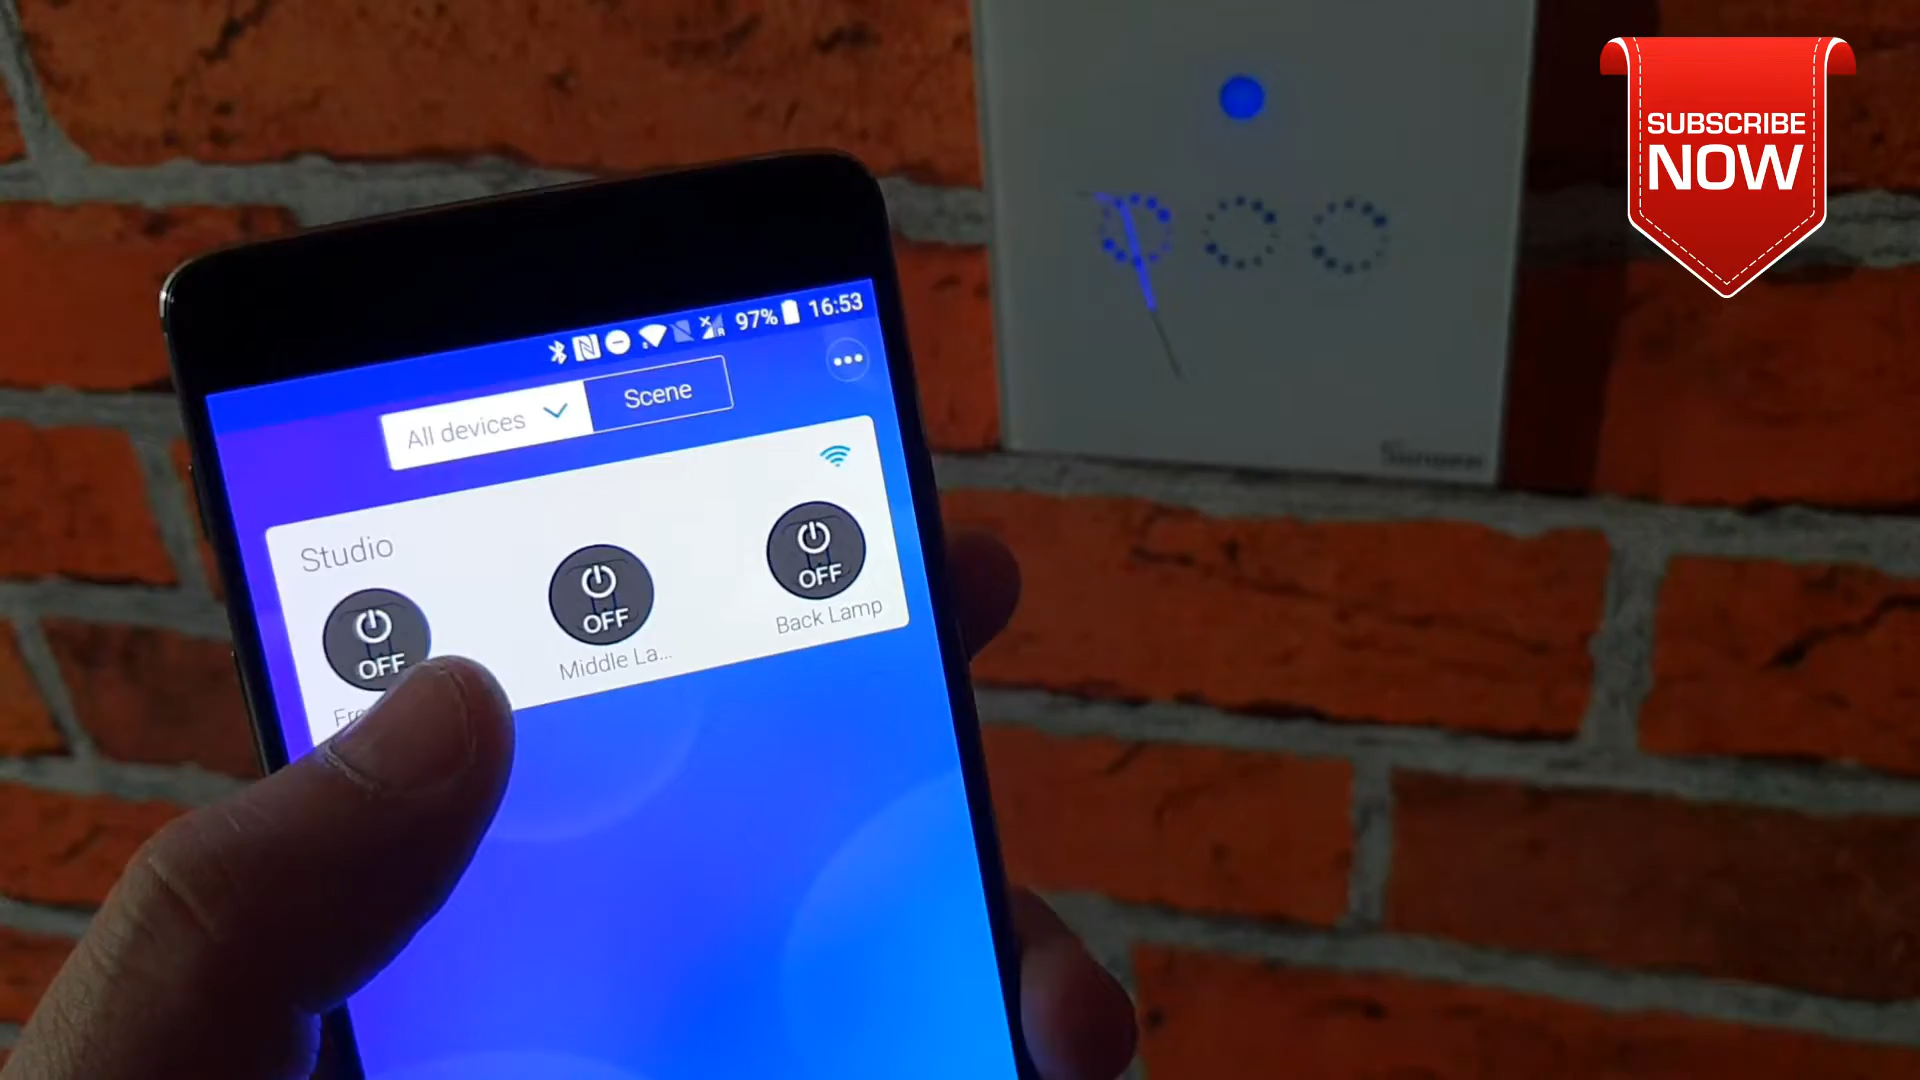 97% 16:53
All devices
Scene
Studio
OFF
OFF
OFF
Middle La...
Back Lamp
SUBSCRIBE
NOW